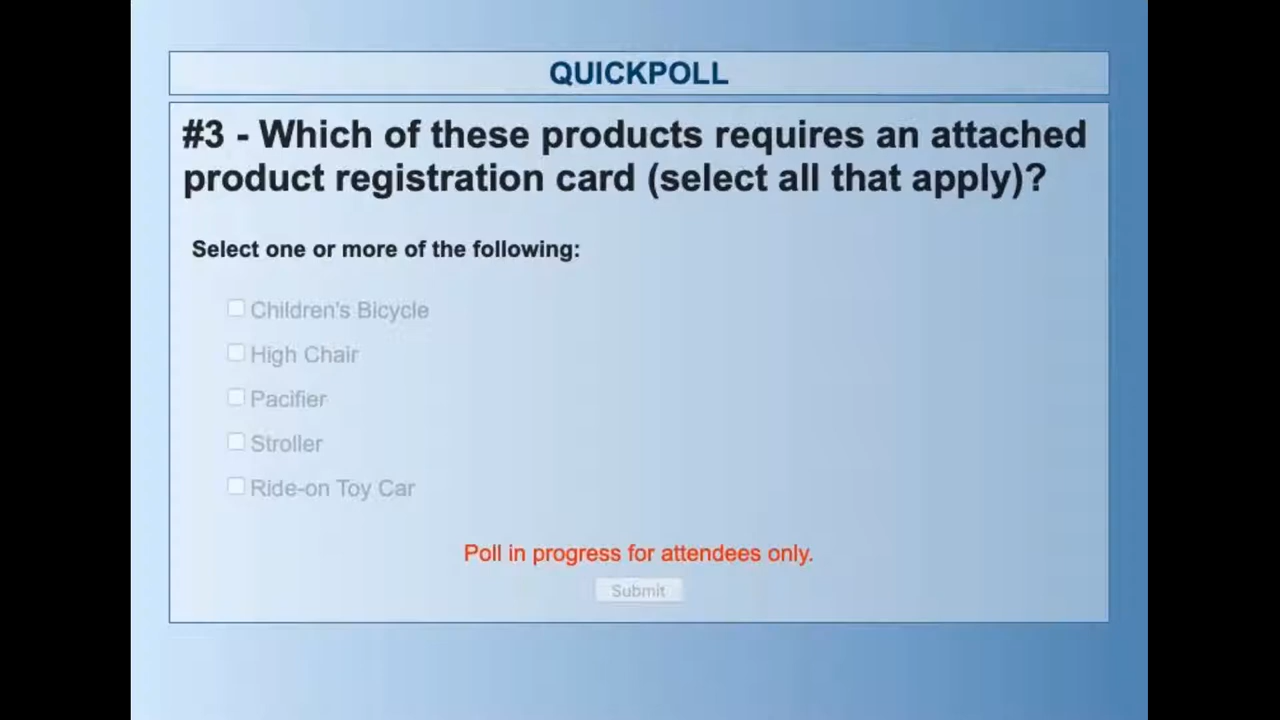 QUICKPOLL
#3 - Which of these products requires an attached
product registration card (select all that apply)?
Select one or more of the following:
Children's Bicycle
High Chair
Pacifier
Stroller
Ride-on Toy Car
Poll in progress for attendees only.
Submit